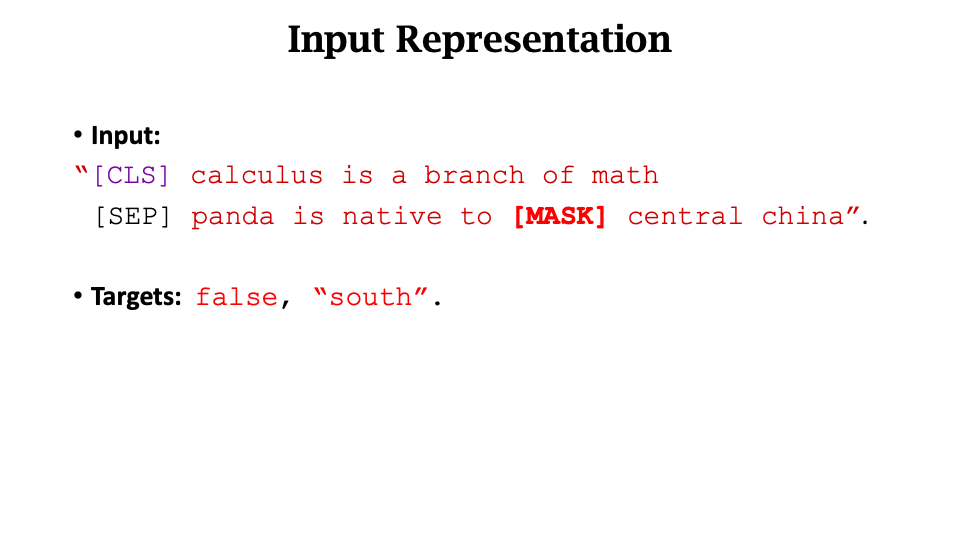 Input Representation
• Input:
“[CLS] calculus is a branch of math
[SEP] panda is native to [MASK] central china”.
• Targets: false, “south”.